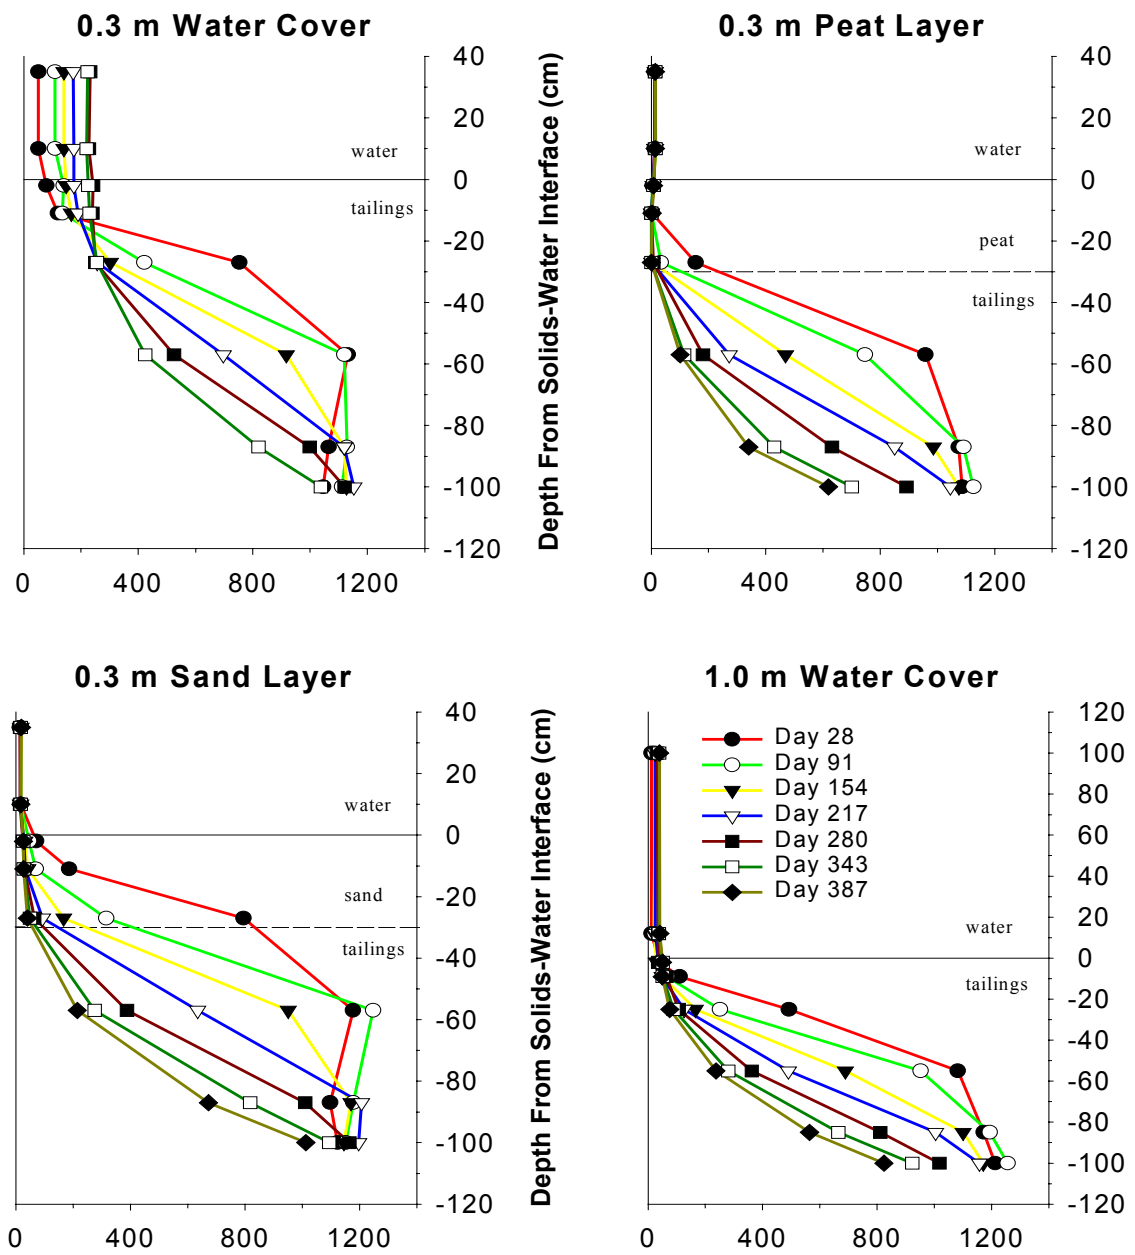 0.3 m Water Cover
40
20
water
0
tailings
-20
-40
-60
-80
-100
-120
0 400 800 1200
Depth From Solids-Water Interface (cm)
0.3 m Peat Layer
40
20
water
0
peat
-20
tailings
-40
-60
-80
-100
-120
0 400 800 1200
0.3 m Sand Layer
40
20
water
0
sand
-20
tailings
-40
-60
-80
-100
-120
0 400 800 1200
Depth From Solids-Water Interface (cm)
1.0 m Water Cover
120
Day 28
100
Day 91
Day 154
80
Day 217
60
Day 280
Day 343
40
Day 387
20
water
0
tailings
-20
-40
-60
-80
-100
-120
0 400 800 1200